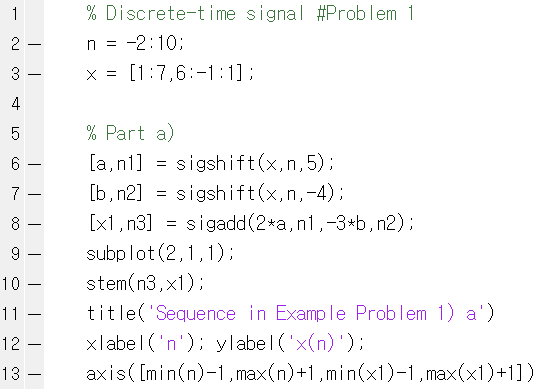 1 % Discrete-time signal #Problem 1
2 – n = -2:10;
3 – x = [1:7,6:-1:1];
4
5 % Part a)
6 – [a,n1] = sigshift(x,n,5);
7 – [b,n2] = sigshift(x,n,-4);
8 – [x1,n3] = sigadd(2*a,n1,-3*b,n2);
9 – subplot(2,1,1);
10 – stem(n3,x1);
11 – title('Sequence in Example Problem 1) a')
12 – xlabel('n'); ylabel('x(n)');
13 – axis([min(n)-1,max(n)+1,min(x1)-1,max(x1)+1])